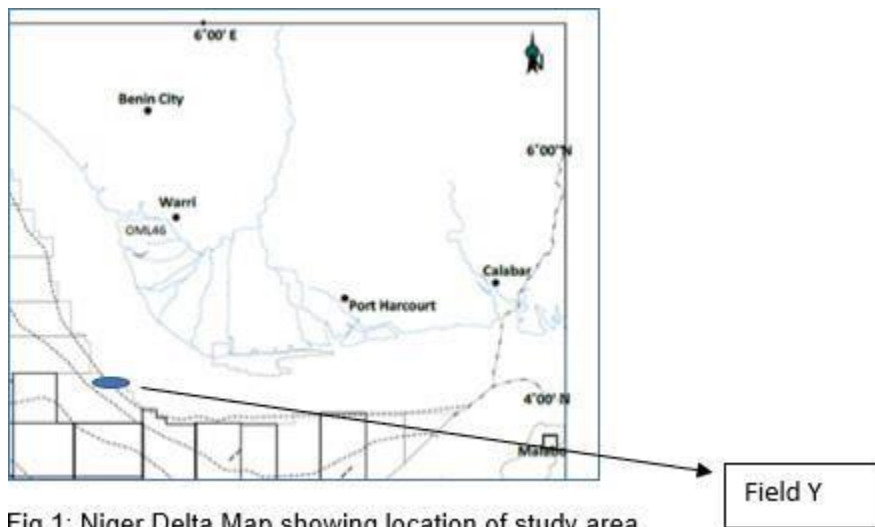 6°00' E
N
Benin City
6°00' N
Warri
OML46
Calabar
Port Harcourt
4°00' N
Malabo
Field Y
Fig 1: Niger Delta Map showing location of study area